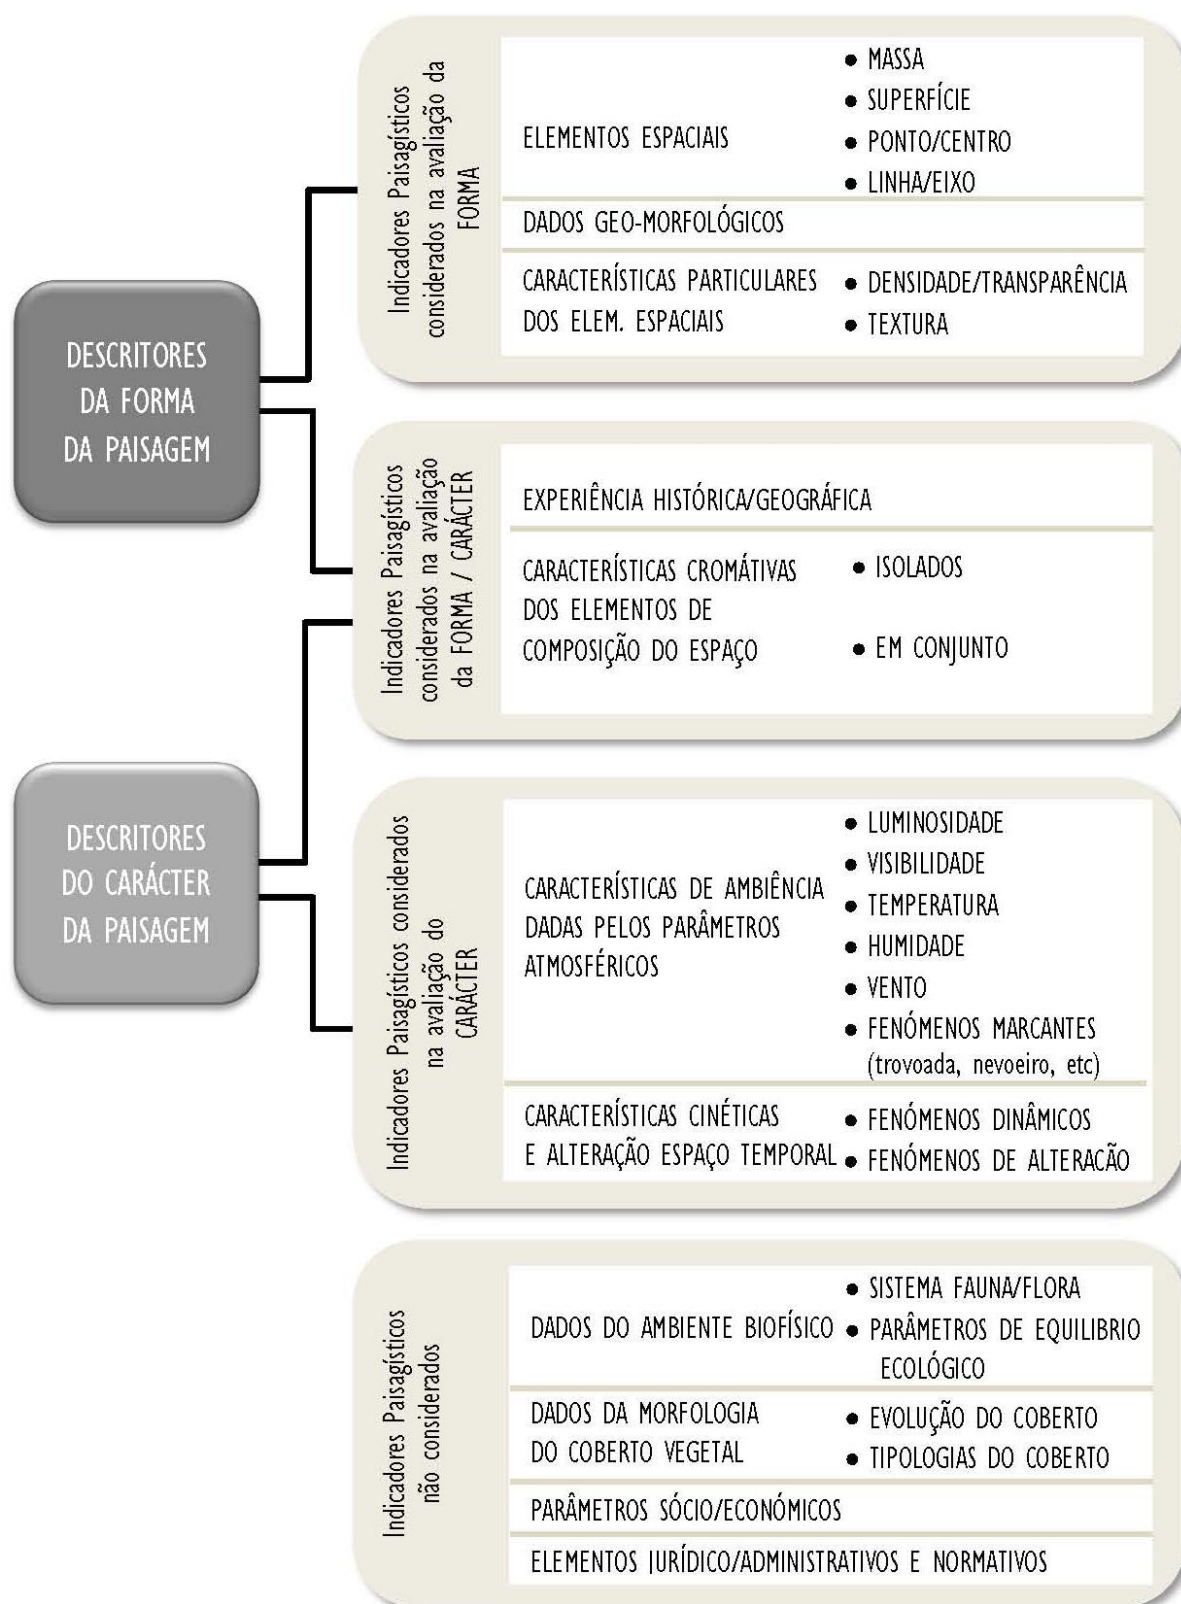 DESCRITORES
DA FORMA
DA PAISAGEM
Indicadores Paisagísticos
considerados na avaliação da
FORMA
ELEMENTOS ESPACIAIS
• MASSA
• SUPERFÍCIE
• PONTO/CENTRO
• LINHA/EIXO
DADOS GEO-MORFOLÓGICOS
CARACTERÍSTICAS PARTICULARES
DOS ELEM. ESPACIAIS
• DENSIDADE/TRANSPARÊNCIA
• TEXTURA
Indicadores Paisagísticos
considerados na avaliação
da FORMA / CARÁCTER
EXPERIÊNCIA HISTÓRICA/GEOGRÁFICA
CARACTERÍSTICAS CROMÁTIVAS
DOS ELEMENTOS DE
COMPOSIÇÃO DO ESPAÇO
• ISOLADOS
• EM CONJUNTO
DESCRITORES
DO CARÁCTER
DA PAISAGEM
Indicadores Paisagísticos considerados
na avaliação do
CARÁCTER
CARACTERÍSTICAS DE AMBIÊNCIA
DADAS PELOS PARÂMETROS
ATMOSFÉRICOS
• LUMINOSIDADE
• VISIBILIDADE
• TEMPERATURA
• HUMIDADE
• VENTO
• FENÓMENOS MARCANTES
(trovoada, nevoeiro, etc)
CARACTERÍSTICAS CINÉTICAS
E ALTERAÇÃO ESPAÇO TEMPORAL
• FENÓMENOS DINÂMICOS
• FENÓMENOS DE ALTERACÃO
Indicadores Paisagísticos
não considerados
DADOS DO AMBIENTE BIOFÍSICO
• SISTEMA FAUNA/FLORA
• PARÂMETROS DE EQUILIBRIO
ECOLÓGICO
DADOS DA MORFOLOGIA
DO COBERTO VEGETAL
• EVOLUÇÃO DO COBERTO
• TIPOLOGIAS DO COBERTO
PARÂMETROS SÓCIO/ECONÓMICOS
ELEMENTOS JURÍDICO/ADMINISTRATIVOS E NORMATIVOS